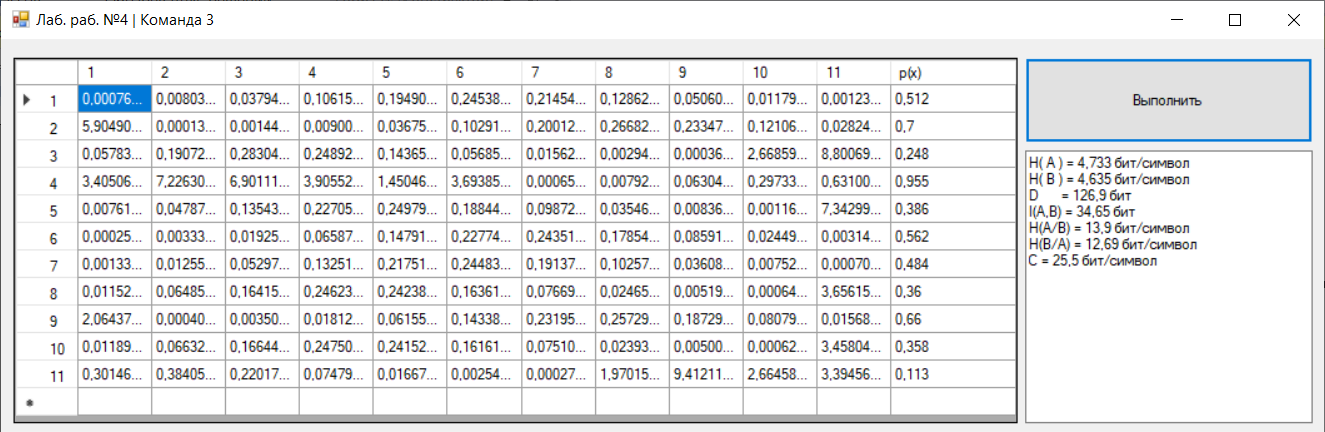 Лаб. раб. №4 | Команда 3
1 2 3 4 5 6 7 8 9 10 11 p(x)
1 0,00076... 0,00803... 0,03794... 0,10615... 0,19490... 0,24538... 0,21454... 0,12862... 0,05060... 0,01179... 0,00123... 0,512
2 5,90490... 0,00013... 0,00144... 0,00900... 0,03675... 0,10291... 0,20012... 0,26682... 0,23347... 0,12106... 0,02824... 0,7
3 0,05783... 0,19072... 0,28304... 0,24892... 0,14365... 0,05685... 0,01562... 0,00294... 0,00036... 2,66859... 8,80069... 0,248
4 3,40506... 7,22630... 6,90111... 3,90552... 1,45046... 3,69385... 0,00065... 0,00792... 0,06304... 0,29733... 0,63100... 0,955
5 0,00761... 0,04787... 0,13543... 0,22705... 0,24979... 0,18844... 0,09872... 0,03546... 0,00836... 0,00116... 7,34299... 0,386
6 0,00025... 0,00333... 0,01925... 0,06587... 0,14791... 0,22774... 0,24351... 0,17854... 0,08591... 0,02449... 0,00314... 0,562
7 0,00133... 0,01255... 0,05297... 0,13251... 0,21751... 0,24483... 0,19137... 0,10257... 0,03608... 0,00752... 0,00070... 0,484
8 0,01152... 0,06485... 0,16415... 0,24623... 0,24238... 0,16361... 0,07669... 0,02465... 0,00519... 0,00064... 3,65615... 0,36
9 2,06437... 0,00040... 0,00350... 0,01812... 0,06155... 0,14338... 0,23195... 0,25729... 0,18729... 0,08079... 0,01568... 0,66
10 0,01189... 0,06632... 0,16644... 0,24750... 0,24152... 0,16161... 0,07510... 0,02393... 0,00500... 0,00062... 3,45804... 0,358
11 0,30146... 0,38405... 0,22017... 0,07479... 0,01667... 0,00254... 0,00027... 1,97015... 9,41211... 2,66458... 3,39456... 0,113
Выполнить
H( A ) = 4,733 бит/символ
H( B ) = 4,635 бит/символ
D = 126,9 бит
I(A,B) = 34,65 бит
H(A/B) = 13,9 бит/символ
H(B/A) = 12,69 бит/символ
C = 25,5 бит/символ